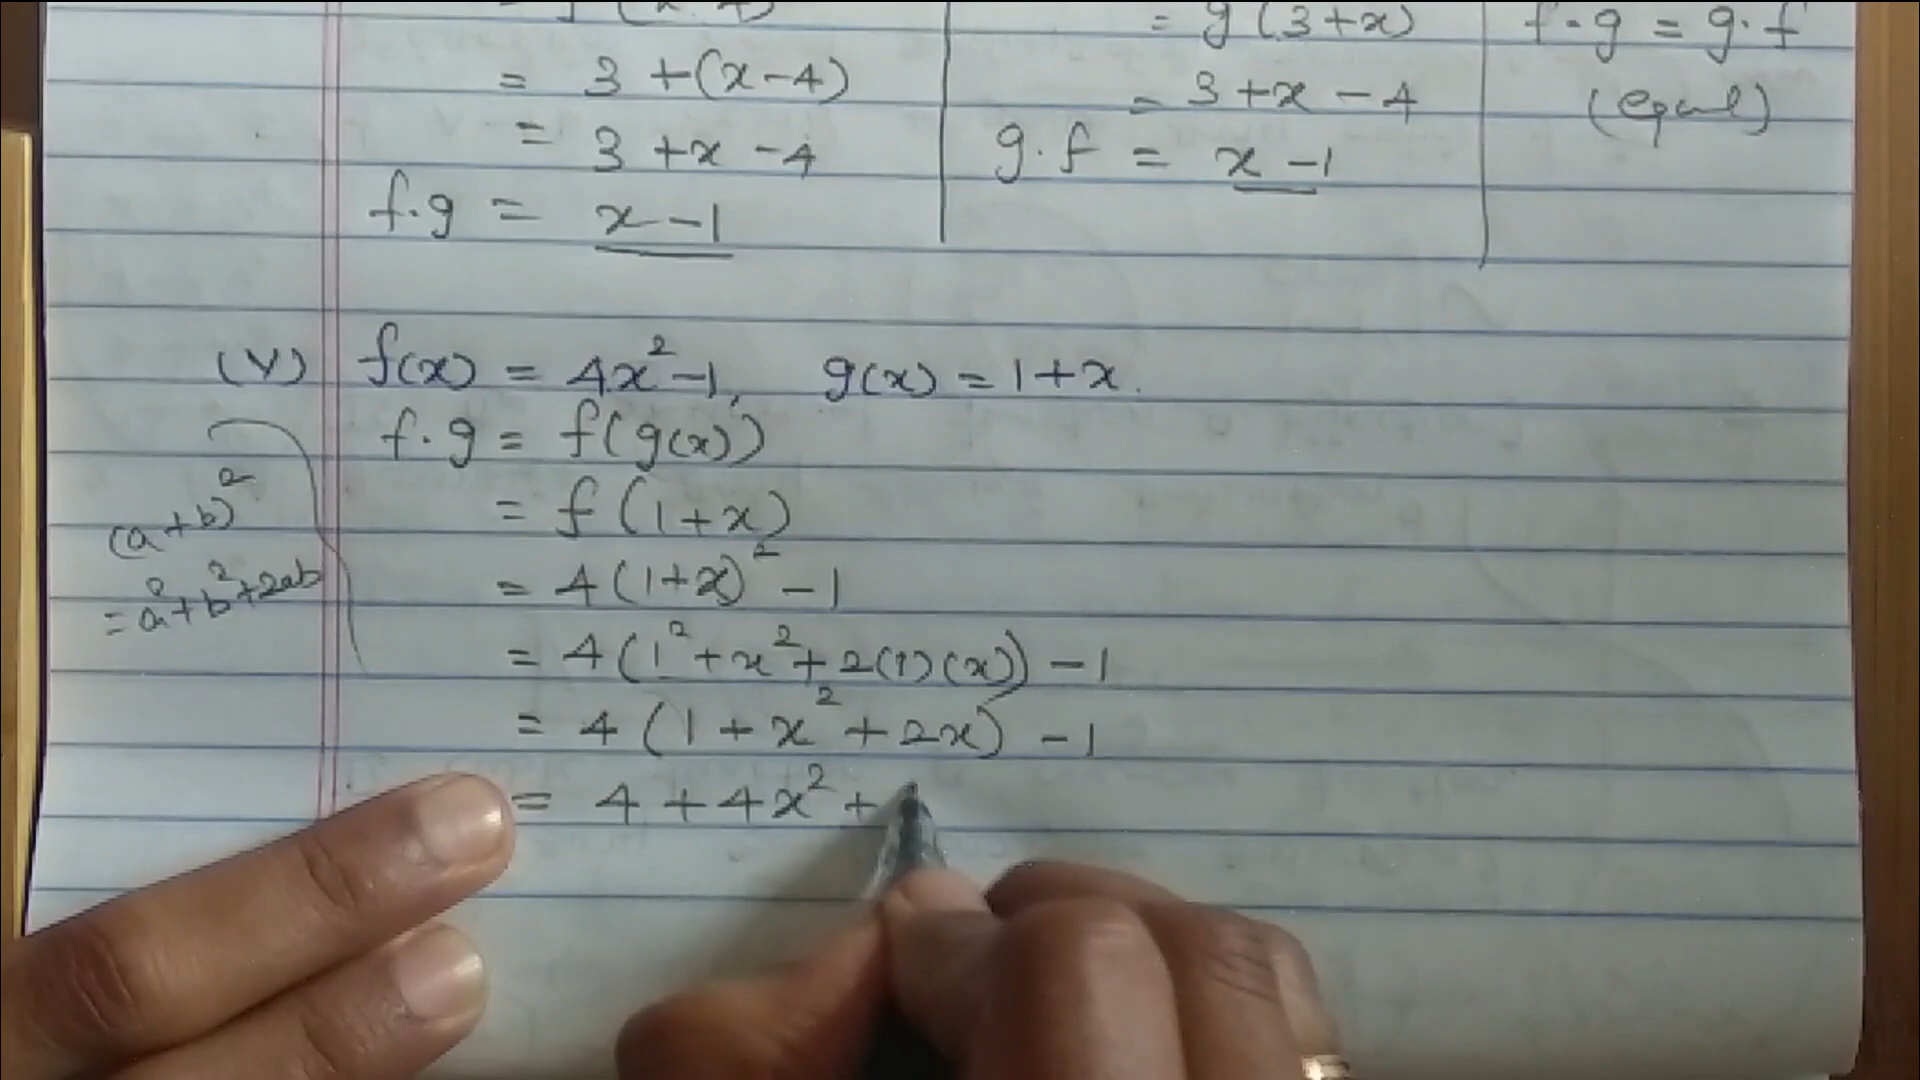 = 3 + (x - 4)
= 3 + x - 4
f.g = x - 1
= g (3 + x)
= 3 + x - 4
g.f = x - 1
f.g = g.f
(equal)
(v) f(x) = 4x² - 1, g(x) = 1 + x.
f.g = f(g(x))
= f (1 + x)
= 4 (1 + x)² - 1
= 4 (1² + x² + 2(1)(x)) - 1
= 4 (1 + x² + 2x) - 1
= 4 + 4x² +
(a + b)²
= a² + b² + 2ab